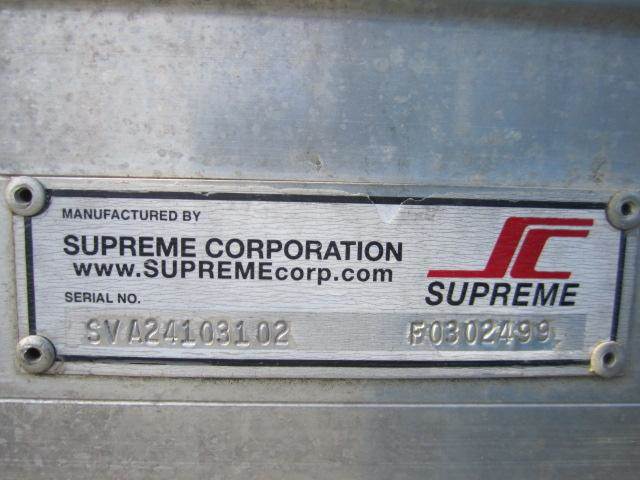 MANUFACTURED BY
SUPREME CORPORATION
www.SUPREMEcorp.com
SC
SUPREME
SERIAL NO.
SVA24103102 F0302499